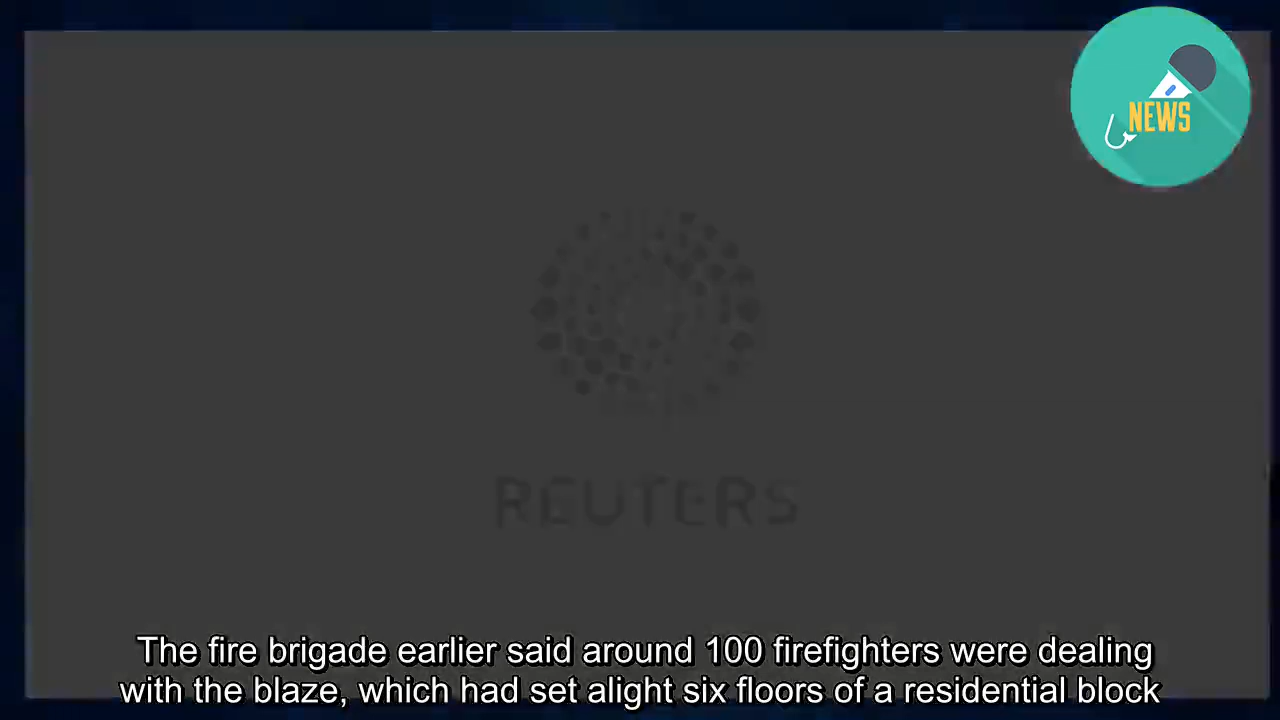 NEWS
REUTERS
The fire brigade earlier said around 100 firefighters were dealing
with the blaze, which had set alight six floors of a residential block